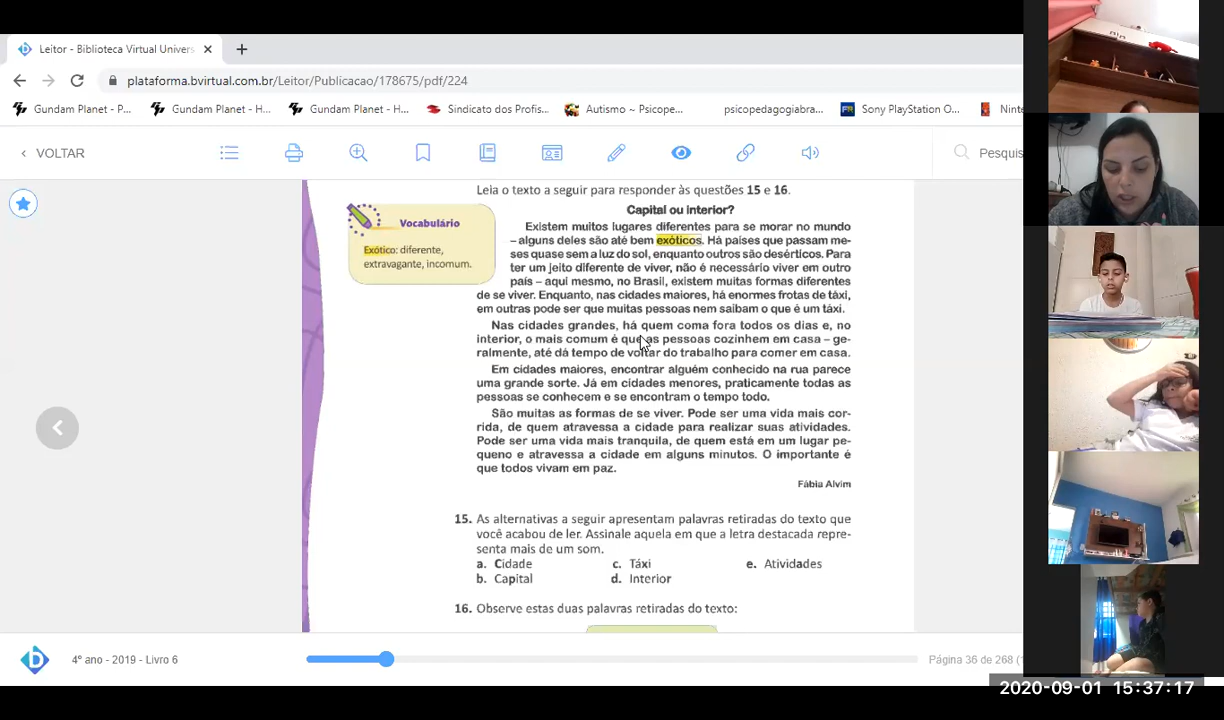 Leitor - Biblioteca Virtual Univers
plataforma.bvirtual.com.br/Leitor/Publicacao/178675/pdf/224
Gundam Planet - P... Gundam Planet - H... Gundam Planet - H... Sindicato dos Profis... Autismo ~ Psicope... psicopedagogiabra... Sony PlayStation O... Ninte
VOLTAR
Pesquis
Leia o texto a seguir para responder às questões 15 e 16.
Vocabulário
Exótico: diferente,
extravagante, incomum.
Capital ou interior?
Existem muitos lugares diferentes para se morar no mundo
– alguns deles são até bem exóticos. Há países que passam me-
ses quase sem a luz do sol, enquanto outros são desérticos. Para
ter um jeito diferente de viver, não é necessário viver em outro
país – aqui mesmo, no Brasil, existem muitas formas diferentes
de se viver. Enquanto, nas cidades maiores, há enormes frotas de táxi,
em outras pode ser que muitas pessoas nem saibam o que é um táxi.
Nas cidades grandes, há quem coma fora todos os dias e, no
interior, o mais comum é que as pessoas cozinhem em casa – ge-
ralmente, até dá tempo de voltar do trabalho para comer em casa.
Em cidades maiores, encontrar alguém conhecido na rua parece
uma grande sorte. Já em cidades menores, praticamente todas as
pessoas se conhecem e se encontram o tempo todo.
São muitas as formas de se viver. Pode ser uma vida mais cor-
rida, de quem atravessa a cidade para realizar suas atividades.
Pode ser uma vida mais tranquila, de quem está em um lugar pe-
queno e atravessa a cidade em alguns minutos. O importante é
que todos vivam em paz.
Fábia Alvim
15. As alternativas a seguir apresentam palavras retiradas do texto que
você acabou de ler. Assinale aquela em que a letra destacada repre-
senta mais de um som.
a. Cidade c. Táxi e. Atividades
b. Capital d. Interior
16. Observe estas duas palavras retiradas do texto:
4º ano - 2019 - Livro 6
Página 36 de 268 (1
2020-09-01 15:37:17